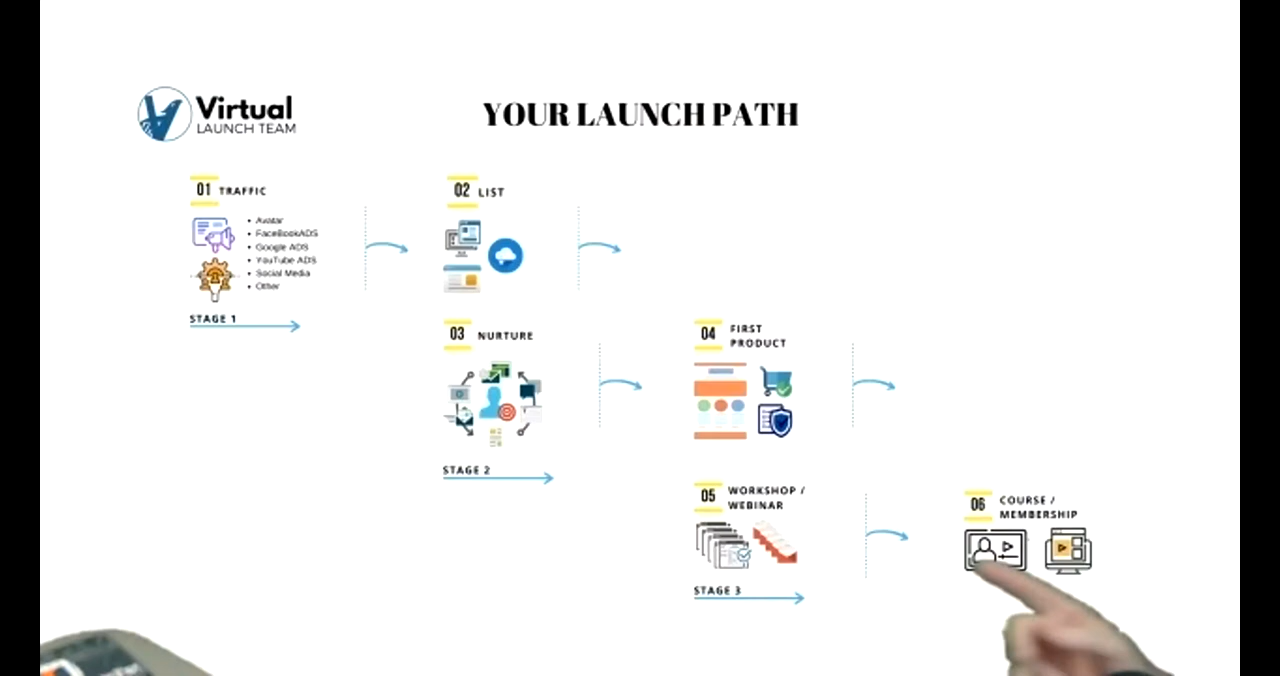 Virtual
LAUNCH TEAM
YOUR LAUNCH PATH
01 TRAFFIC
• Avatar
• FaceBookADS
• Google ADS
• YouTube ADS
• Social Media
• Other
STAGE 1
02 LIST
03 NURTURE
STAGE 2
04 FIRST
PRODUCT
05 WORKSHOP /
WEBINAR
STAGE 3
06 COURSE /
MEMBERSHIP